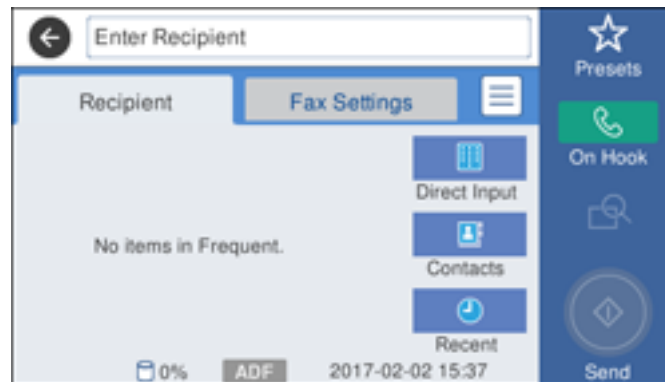 Enter Recipient
Presets
Recipient
Fax Settings
On Hook
Direct Input
No items in Frequent.
Contacts
Recent
0%
ADF
2017-02-02 15:37
Send